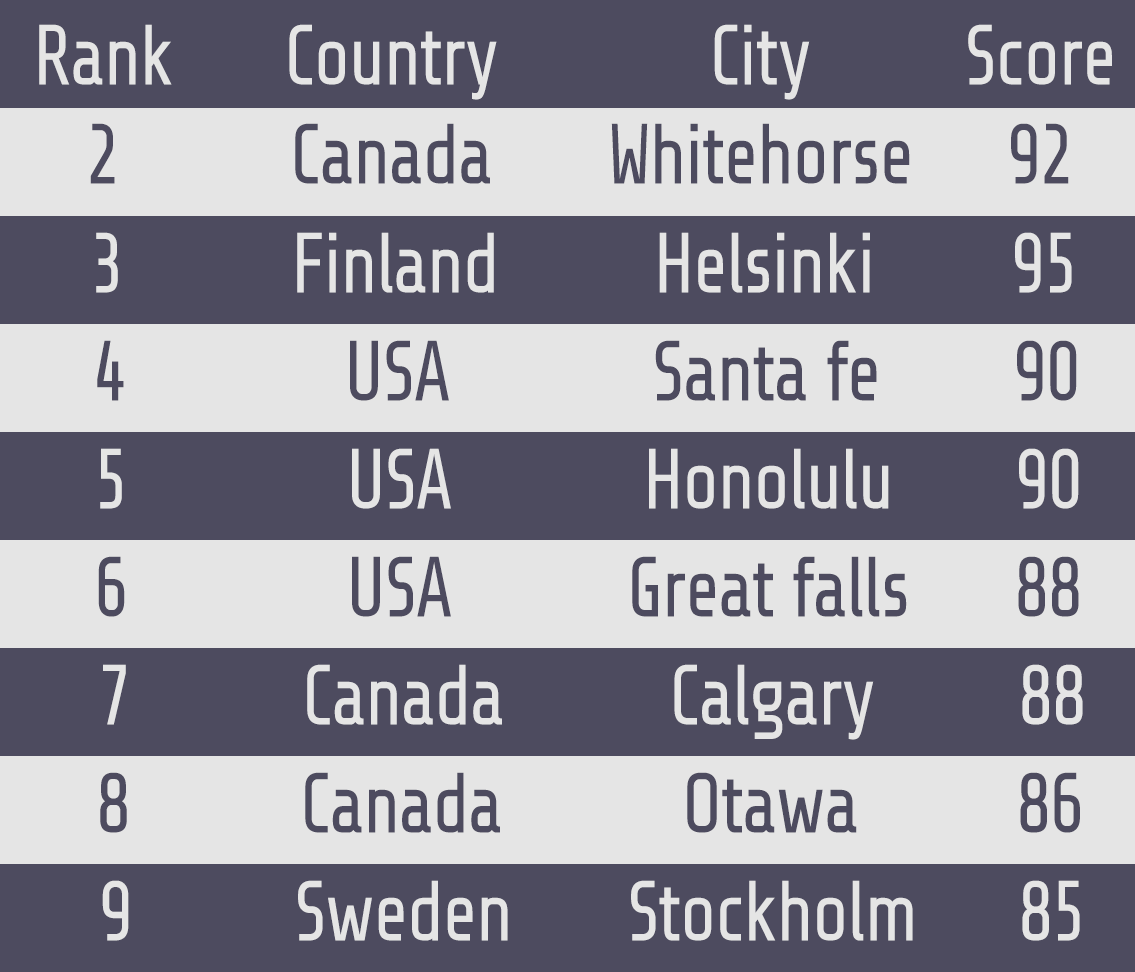 Rank Country City Score
2 Canada Whitehorse 92
3 Finland Helsinki 95
4 USA Santa fe 90
5 USA Honolulu 90
6 USA Great falls 88
7 Canada Calgary 88
8 Canada Otawa 86
9 Sweden Stockholm 85